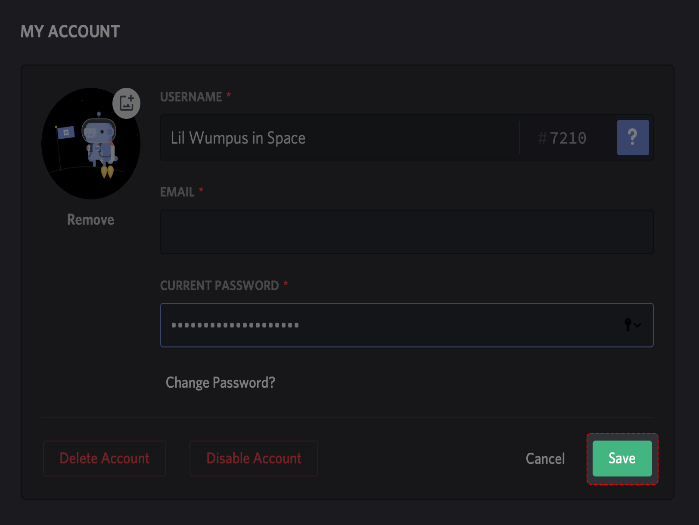 MY ACCOUNT
USERNAME *
Lil Wumpus in Space
#7210
?
Remove
EMAIL *
CURRENT PASSWORD *
••••••••••••••••••••
Change Password?
Delete Account
Disable Account
Cancel
Save